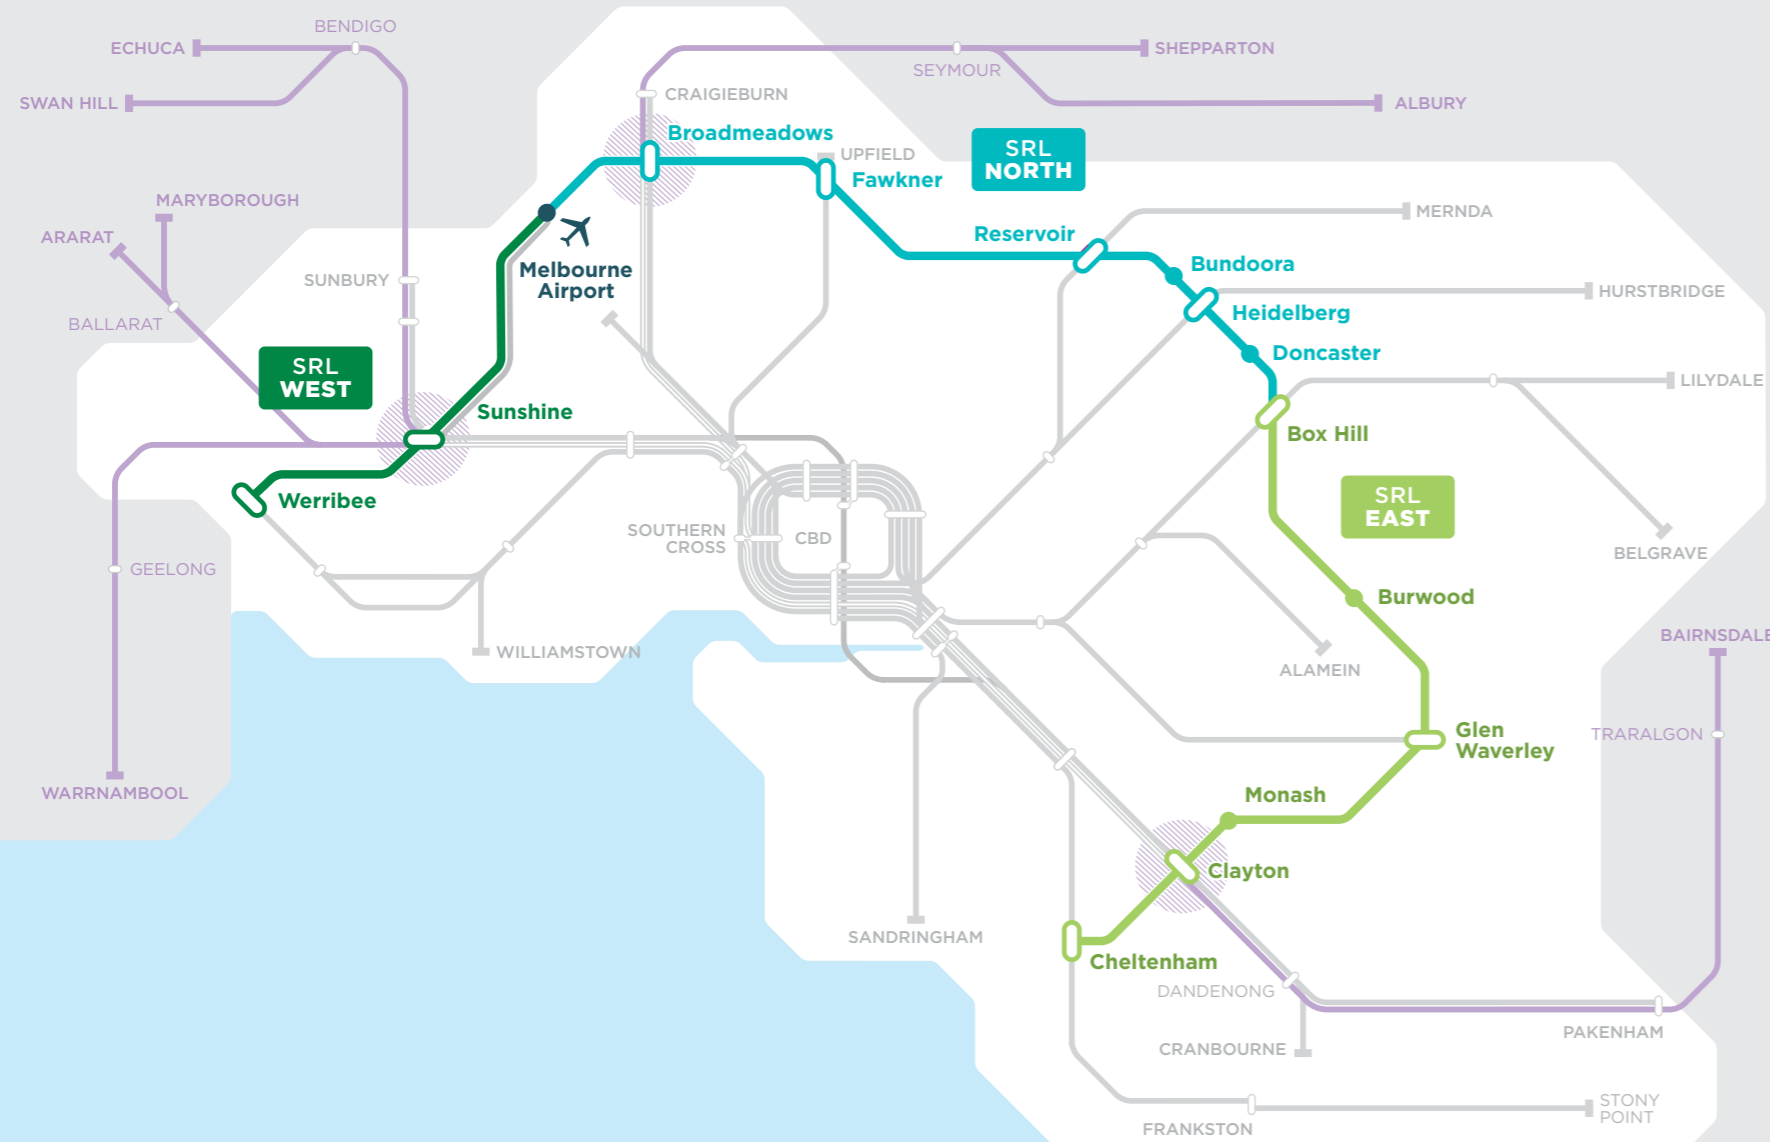 BENDIGO
ECHUCA
SHEPPARTON
SEYMOUR
SWAN HILL
CRAIGIEBURN
ALBURY
Broadmeadows
UPFIELD
Fawkner
SRL
NORTH
MARYBOROUGH
ARARAT
MERNDA
Reservoir
Bundoora
Melbourne
Airport
SUNBURY
HURSTBRIDGE
Heidelberg
BALLARAT
Doncaster
SRL
WEST
LILYDALE
Sunshine
Box Hill
Werribee
SRL
EAST
SOUTHERN
CROSS
CBD
BELGRAVE
GEELONG
Burwood
BAIRNSDALE
WILLIAMSTOWN
ALAMEIN
Glen
Waverley
TRARALGON
WARRNAMBOOL
Monash
Clayton
SANDRINGHAM
Cheltenham
DANDENONG
PAKENHAM
CRANBOURNE
STONY
POINT
FRANKSTON